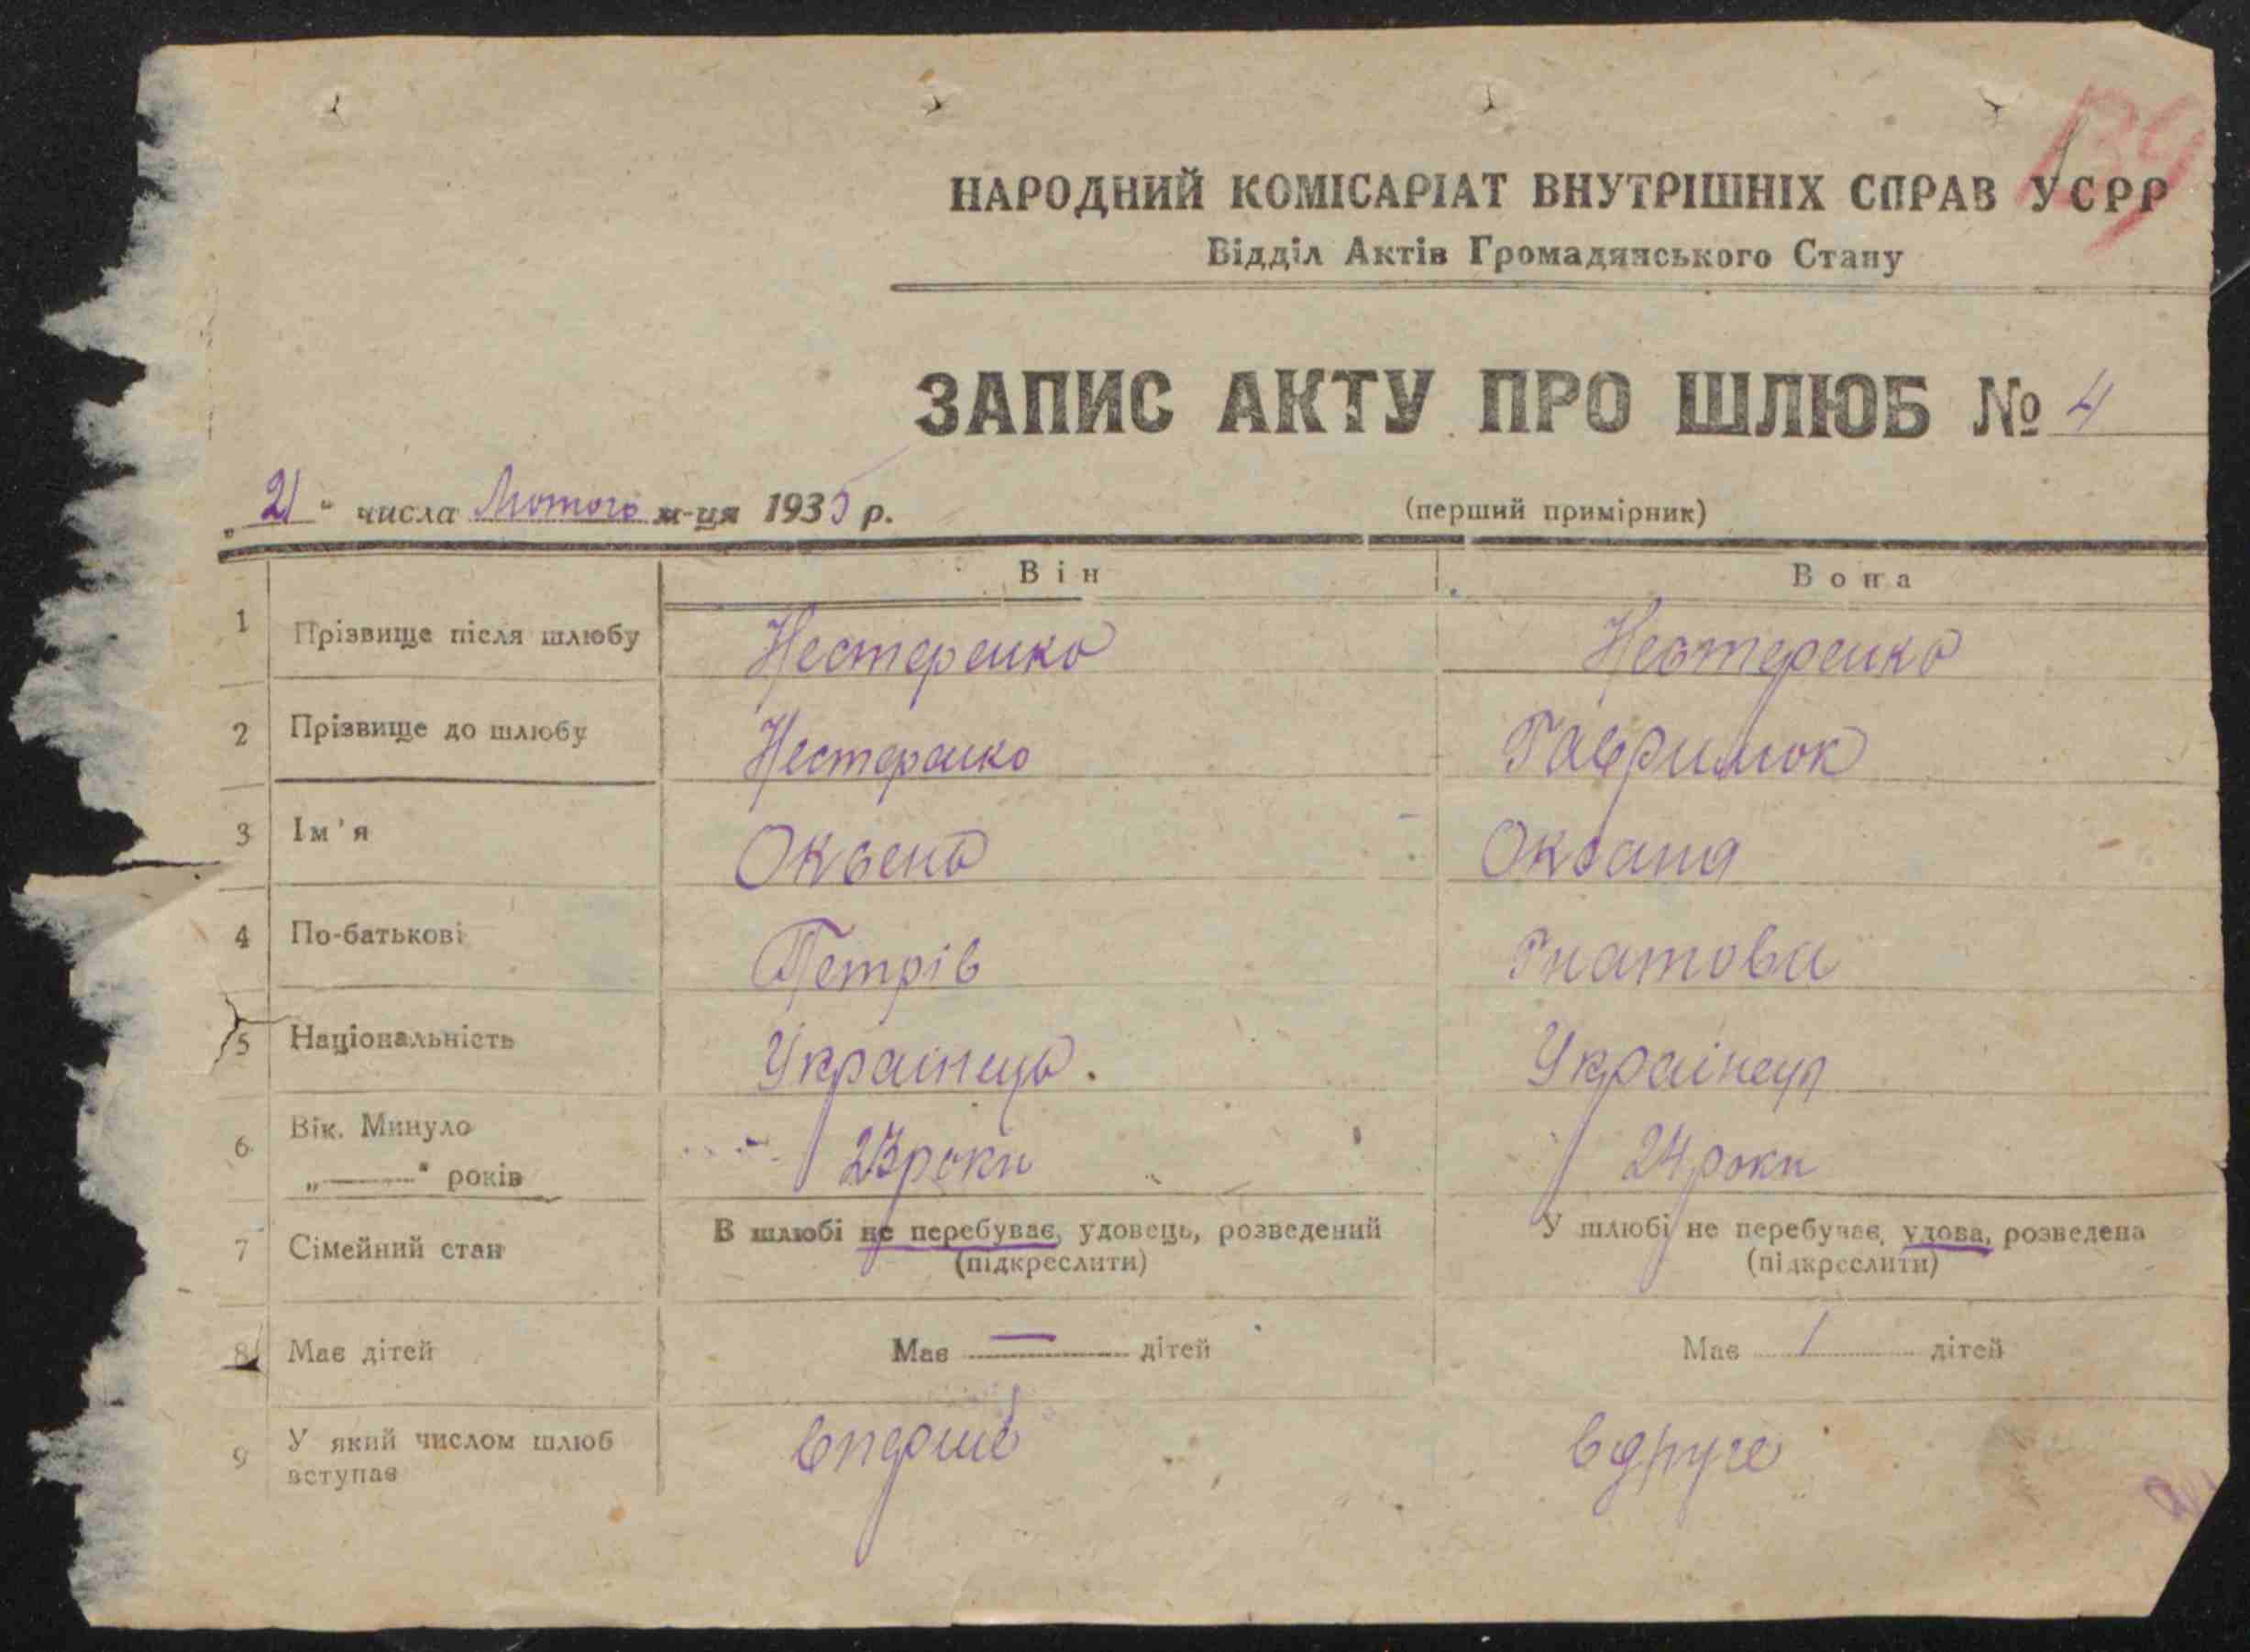 139
НАРОДНИЙ КОМІСАРІАТ ВНУТРІШНІХ СПРАВ УСРР
Відділ Актів Громадянського Стану
ЗАПИС АКТУ ПРО ШЛЮБ № 4
„21“ числа Лютого м-ця 1935 р. (перший примірник)
Він Вона
1 Прізвище після шлюбу Нестеренко Нестеренко
2 Прізвище до шлюбу Нестеренко Гаврилюк
3 Ім'я Оксент Оксана
4 По-батькові Петрів Гнатова
5 Національність Українець. Українец
6 Вік. Минуло 23 роки 24 роки
„——“ років
7 Сімейний стан В шлюбі не перебуває, удовець, розведений У шлюбі не перебуває, удова, розведена
(підкреслити) (підкреслити)
8 Має дітей Має — дітей Має 1 дітей
9 У який числом шлюб вперше вдруге
вступає